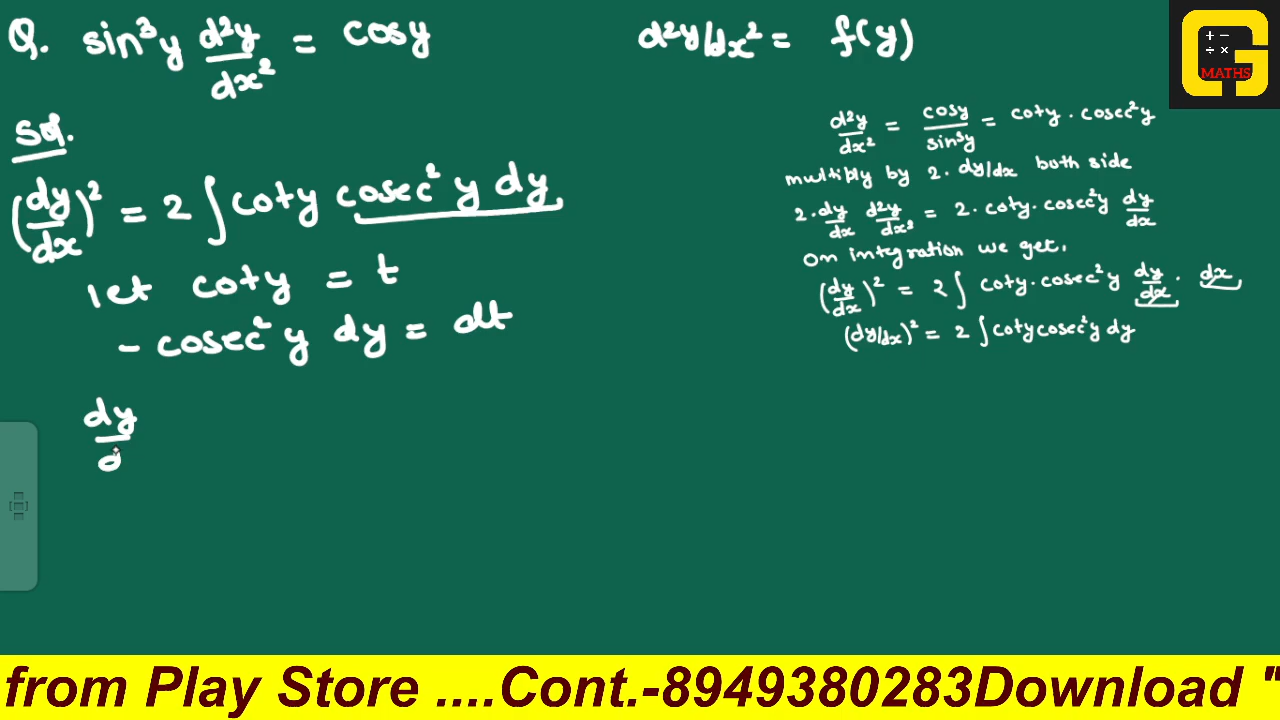 Q. sin³y d²y/dx² = cosy
d²y/dx² = f(y)
+ −
÷ ×
MATHS
Sol.
(dy/dx)² = 2 ∫ coty cosec²y dy
let coty = t
- cosec²y dy = dt
dy/d
d²y/dx² = cosy/sin³y = coty . cosec²y
multiply by 2. dy/dx both side
2. dy/dx d²y/dx² = 2. coty. cosec²y dy/dx
On integration we get,
(dy/dx)² = 2 ∫ coty. cosec²y dy/dx . dx
(dy/dx)² = 2 ∫ coty cosec²y dy
from Play Store ....Cont.-8949380283Download "